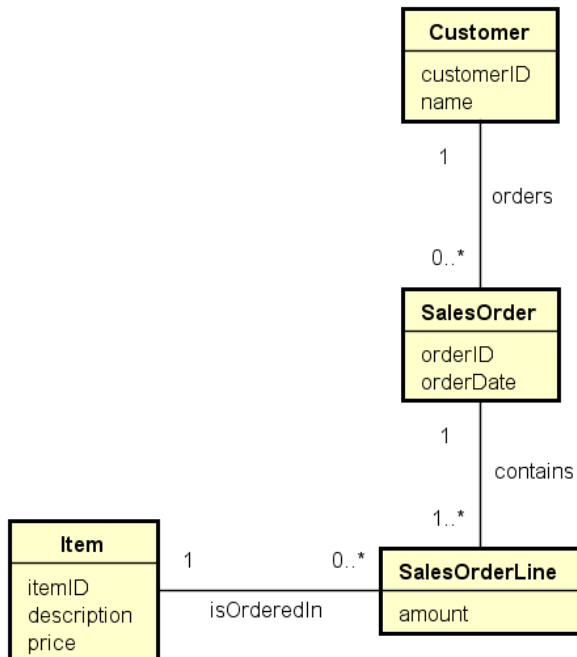 Customer
customerID
name
1
orders
0..*
SalesOrder
orderID
orderDate
1
contains
1..*
Item
itemID
description
price
1
0..*
isOrderedIn
SalesOrderLine
amount